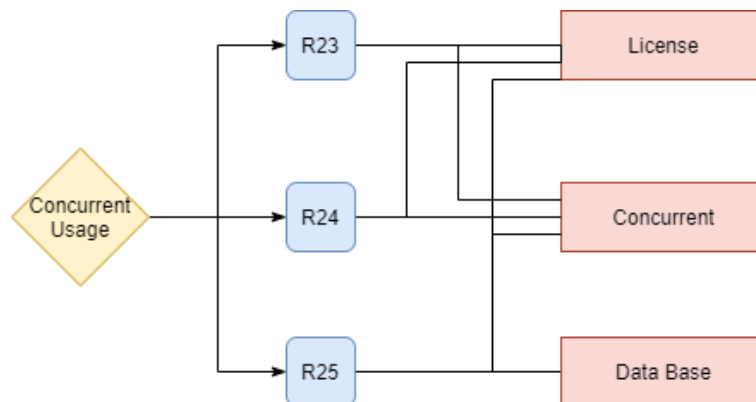 R23
License
Concurrent
Usage
R24
Concurrent
R25
Data Base